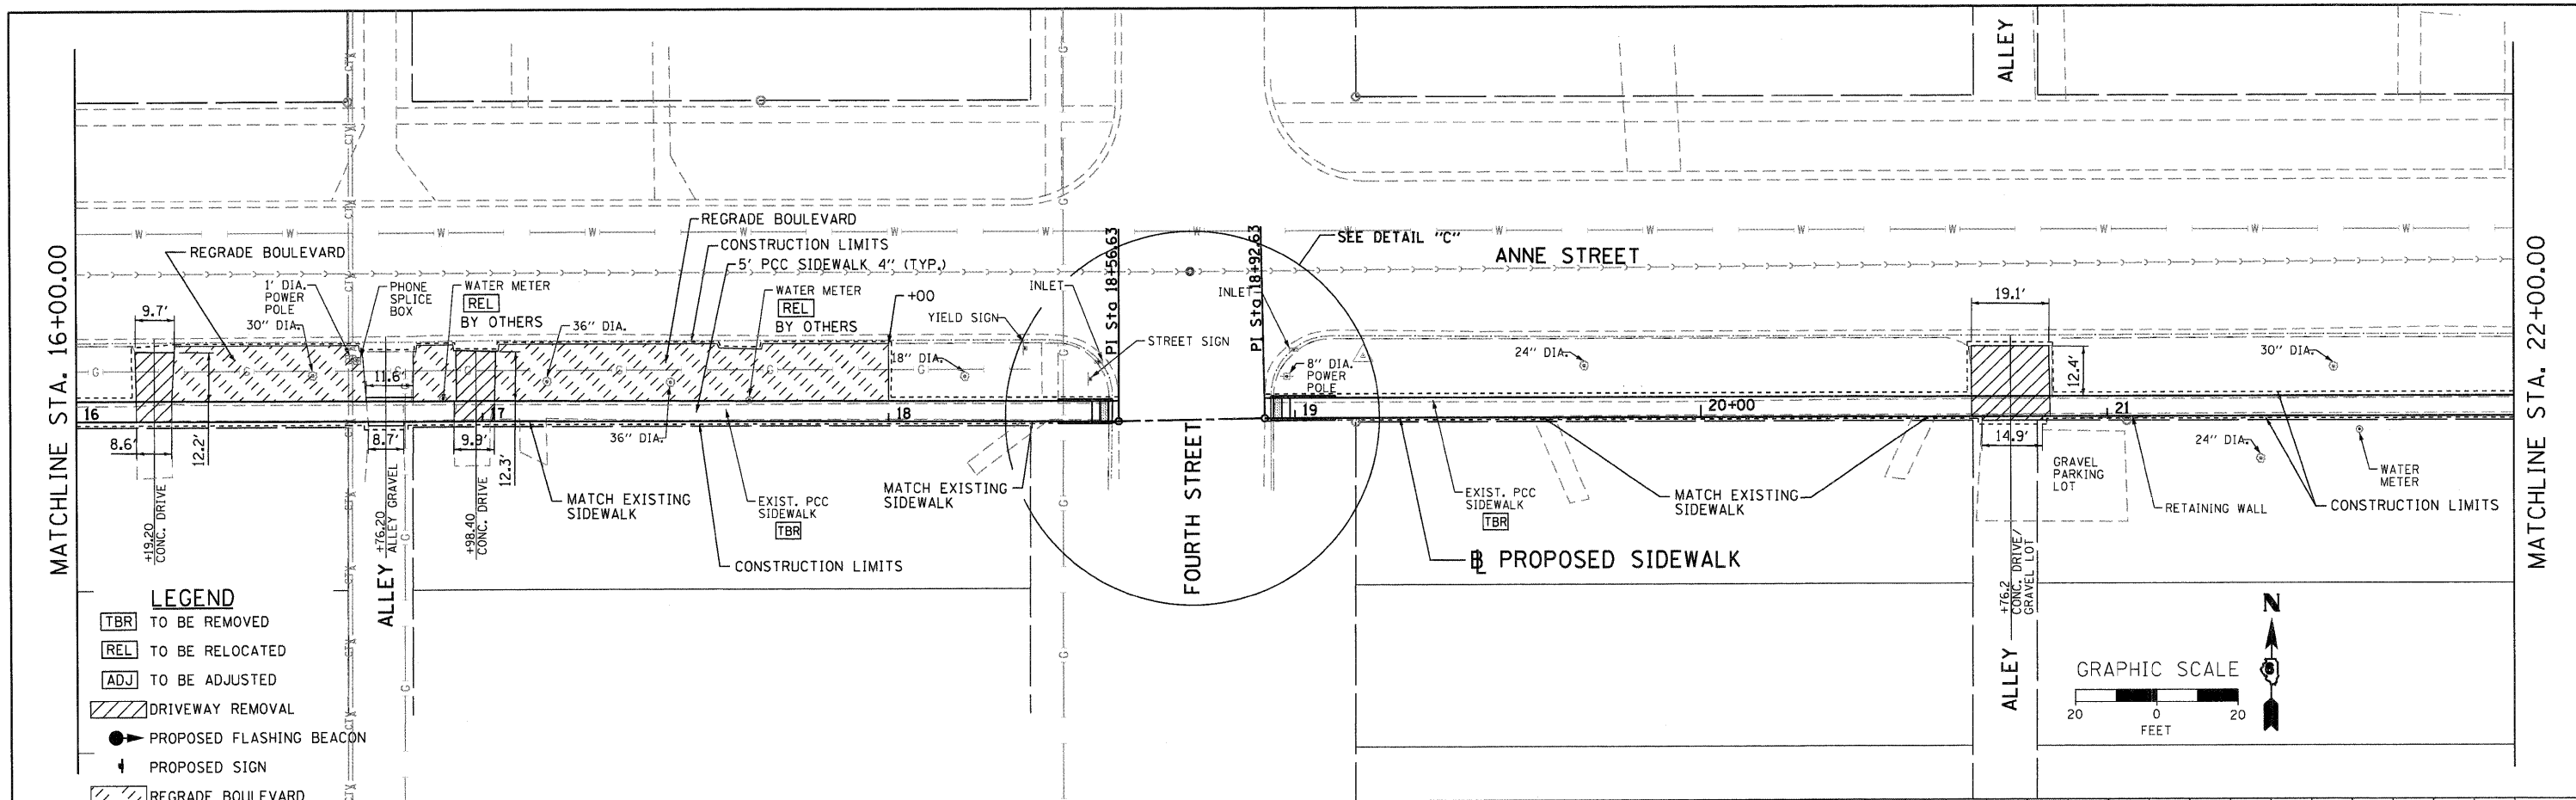 ALLEY
MATCHLINE STA. 16+00.00
MATCHLINE STA. 22+00.00
REGRADE BOULEVARD
CONSTRUCTION LIMITS
5' PCC SIDEWALK 4" (TYP.)
REGRADE BOULEVARD
SEE DETAIL "C"
ANNE STREET
PI Sta 18+56.63
PI Sta 18+92.63
1' DIA.
POWER
POLE
30" DIA.
PHONE
SPLICE
BOX
WATER METER
REL
BY OTHERS
36" DIA.
WATER METER
REL
BY OTHERS
+00
INLET
YIELD SIGN
STREET SIGN
18" DIA.
INLET
8" DIA.
POWER
POLE
24" DIA.
30" DIA.
19.1'
12.4'
14.9'
9.7'
11.6'
16
17
18
19
20+00
21
8.6'
12.2'
8.7'
9.9'
12.3'
36" DIA.
+19.20
CONC. DRIVE
+76.20
ALLEY GRAVEL
+98.40
CONC. DRIVE
MATCH EXISTING
SIDEWALK
EXIST. PCC
SIDEWALK
TBR
MATCH EXISTING
SIDEWALK
CONSTRUCTION LIMITS
FOURTH STREET
EXIST. PCC
SIDEWALK
TBR
MATCH EXISTING
SIDEWALK
BL PROPOSED SIDEWALK
24" DIA.
GRAVEL
PARKING
LOT
WATER
METER
RETAINING WALL
CONSTRUCTION LIMITS
+76.2
CONC. DRIVE/
GRAVEL LOT
ALLEY
ALLEY
LEGEND
TBR TO BE REMOVED
REL TO BE RELOCATED
ADJ TO BE ADJUSTED
DRIVEWAY REMOVAL
PROPOSED FLASHING BEACON
PROPOSED SIGN
REGRADE BOULEVARD
N
GRAPHIC SCALE
20 0 20
FEET